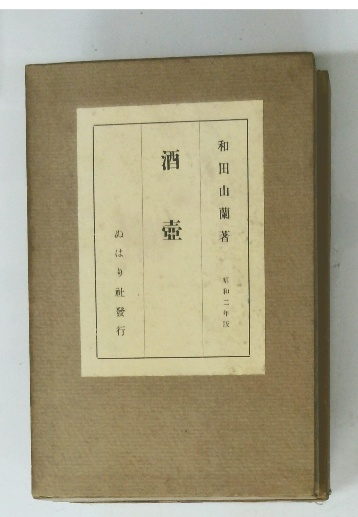 和田山蘭著 昭和二年版
酒壺
ぬはり社發行